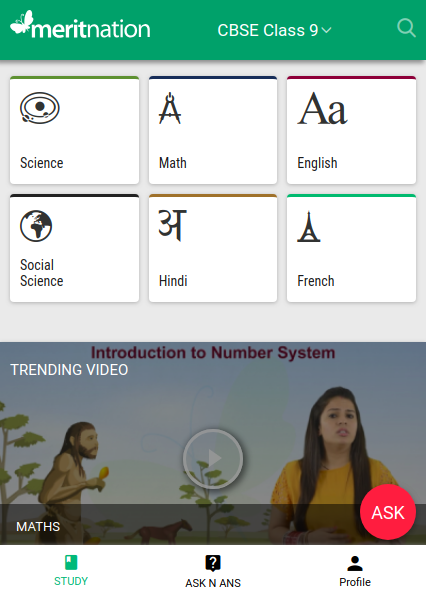 meritnation
CBSE Class 9
Aa
Science
Math
English
अ
Social
Science
Hindi
French
Introduction to Number System
TRENDING VIDEO
MATHS
ASK
?
STUDY
ASK N ANS
Profile